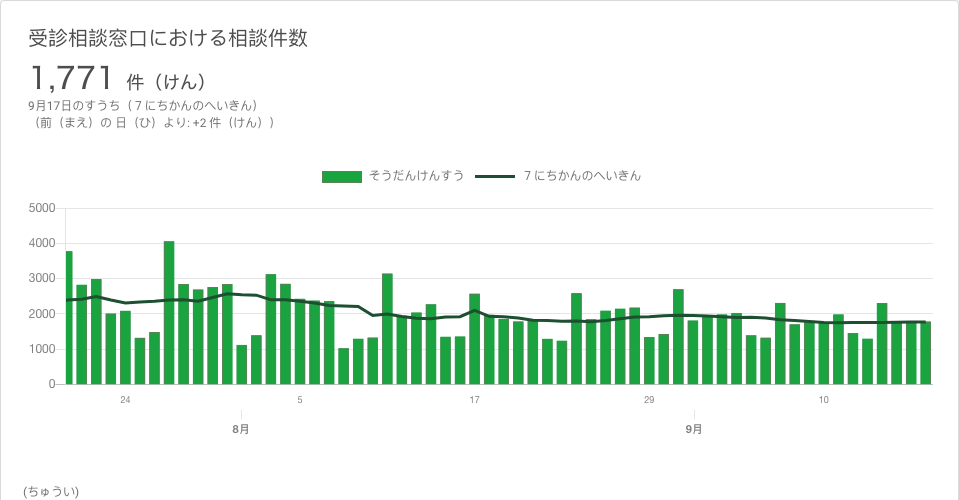 受診相談窓口における相談件数
1,771 件（けん）
9月17日のすうち（７にちかんのへいきん）
（前（まえ）の 日（ひ）より: +2 件（けん））
そうだんけんすう ７にちかんのへいきん
5000
4000
3000
2000
1000
0
24 5 17 29 10
8月 9月
(ちゅうい)